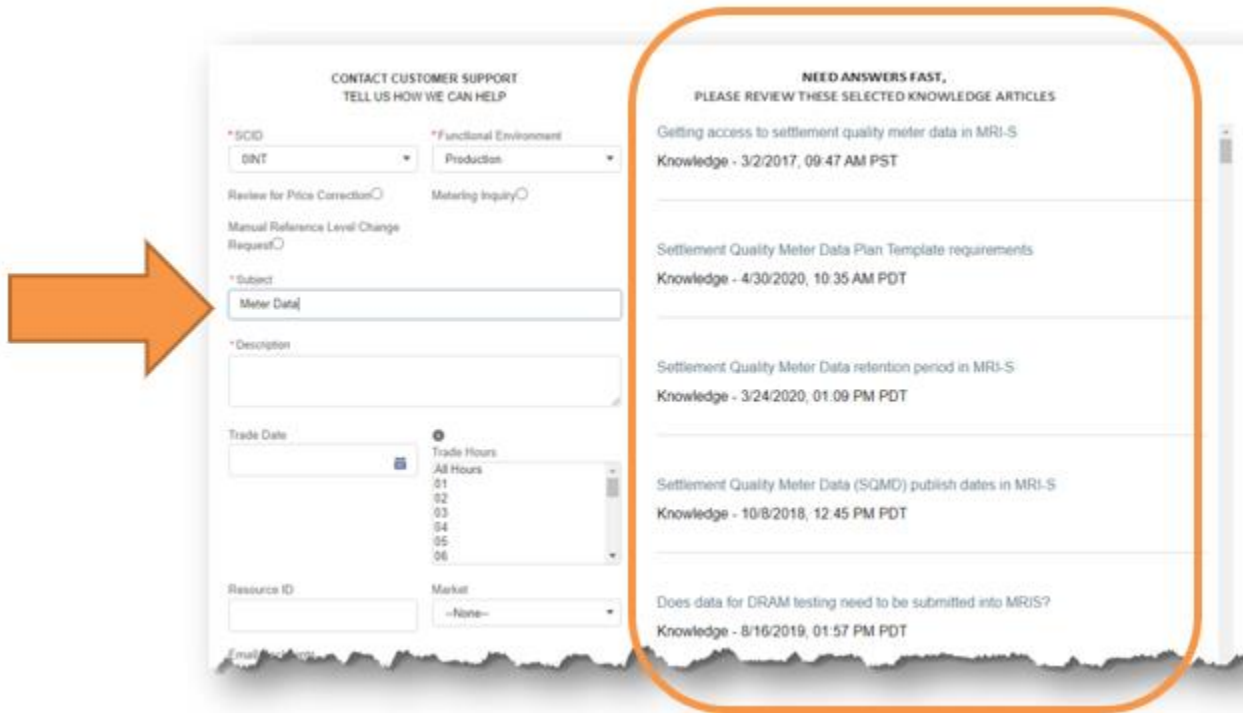 CONTACT CUSTOMER SUPPORT
TELL US HOW WE CAN HELP
*SCID
*Functional Environment
0INT
Production
Review for Price Correction
Metering Inquiry
Manual Reference Level Change
Request
*Subject
Meter Data
*Description
Trade Date
Trade Hours
All Hours
01
02
03
04
05
06
Resource ID
Market
--None--
NEED ANSWERS FAST,
PLEASE REVIEW THESE SELECTED KNOWLEDGE ARTICLES
Getting access to settlement quality meter data in MRI-S
Knowledge - 3/2/2017, 09:47 AM PST
Settlement Quality Meter Data Plan Template requirements
Knowledge - 4/30/2020, 10:35 AM PDT
Settlement Quality Meter Data retention period in MRI-S
Knowledge - 3/24/2020, 01:09 PM PDT
Settlement Quality Meter Data (SQMD) publish dates in MRI-S
Knowledge - 10/8/2018, 12:45 PM PDT
Does data for DRAM testing need to be submitted into MRIS?
Knowledge - 8/16/2019, 01:57 PM PDT